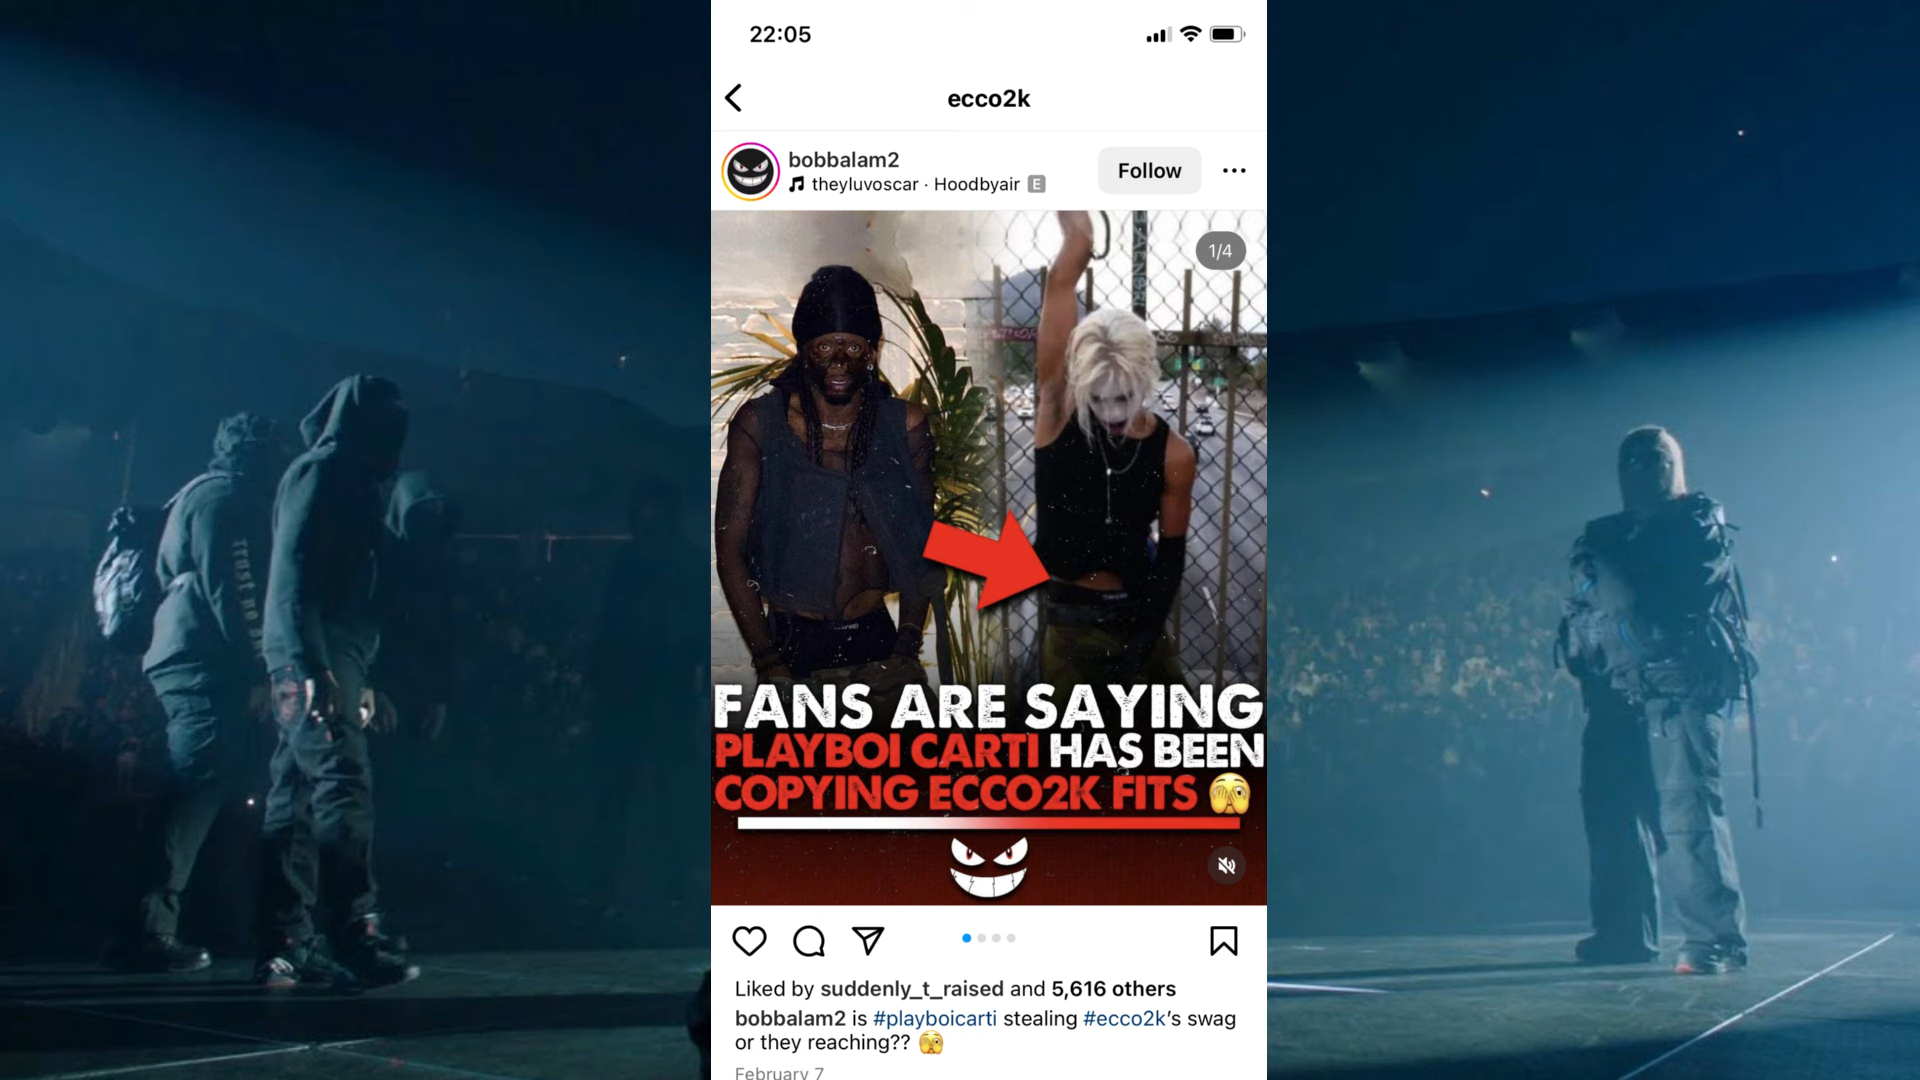 22:05
ecco2k
bobbalam2
theyluvoscar · Hoodbyair E
Follow
1/4
FANS ARE SAYING
PLAYBOI CARTI HAS BEEN
COPYING ECCO2K FITS 🫣
Liked by suddenly_t_raised and 5,616 others
bobbalam2 is #playboicarti stealing #ecco2k’s swag
or they reaching?? 🫣
February 7